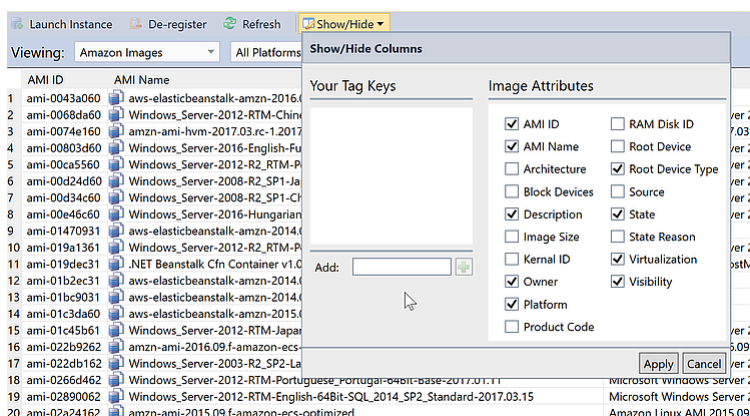 Launch Instance De-register Refresh Show/Hide
Viewing: Amazon Images All Platforms
Show/Hide Columns
Your Tag Keys Image Attributes
AMI ID AMI Name
AMI ID RAM Disk ID
AMI Name Root Device
Architecture Root Device Type
Block Devices Source
Description State
Image Size State Reason
Kernal ID Virtualization
Owner Visibility
Platform
Product Code
Add:
Apply Cancel
1 ami-0043a060 aws-elasticbeanstalk-amzn-2016.0
2 ami-0068da60 Windows_Server-2012-RTM-Chine
3 ami-0074e160 amzn-ami-hvm-2017.03.rc-1.2017
4 ami-00803d60 Windows_Server-2016-English-Fu
5 ami-00ca5560 Windows_Server-2012-R2_RTM-P
6 ami-00d24d60 Windows_Server-2008-R2_SP1-Ja
7 ami-00d34c60 Windows_Server-2008-R2_SP1-C
8 ami-00e46c60 Windows_Server-2016-Hungarian
9 ami-01470931 aws-elasticbeanstalk-amzn-2014.0
10 ami-019a1361 Windows_Server-2012-R2_RTM-P
11 ami-019dec31 .NET Beanstalk Cfn Container v1.0
12 ami-01b2ec31 aws-elasticbeanstalk-amzn-2014.0
13 ami-01bc9031 aws-elasticbeanstalk-amzn-2014.0
14 ami-01c3da60 aws-elasticbeanstalk-amzn-2015.0
15 ami-01c45b61 Windows_Server-2012-RTM-Japan
16 ami-022b9262 amzn-ami-2016.09.f-amazon-ecs-
17 ami-022db162 Windows_Server-2003-R2_SP2-La
18 ami-0266d462 Windows_Server-2012-RTM-Portuguese_Portugal-64Bit-Base-2017.01.11 Microsoft Windows Server
19 ami-02890062 Windows_Server-2012-RTM-English-64Bit-SQL_2014_SP2_Standard-2017.03.15 Microsoft Windows Server
20 ami-02a24162 amzn-ami-2015.09.f-amazon-ecs-optimized Amazon Linux AMI 2015.09